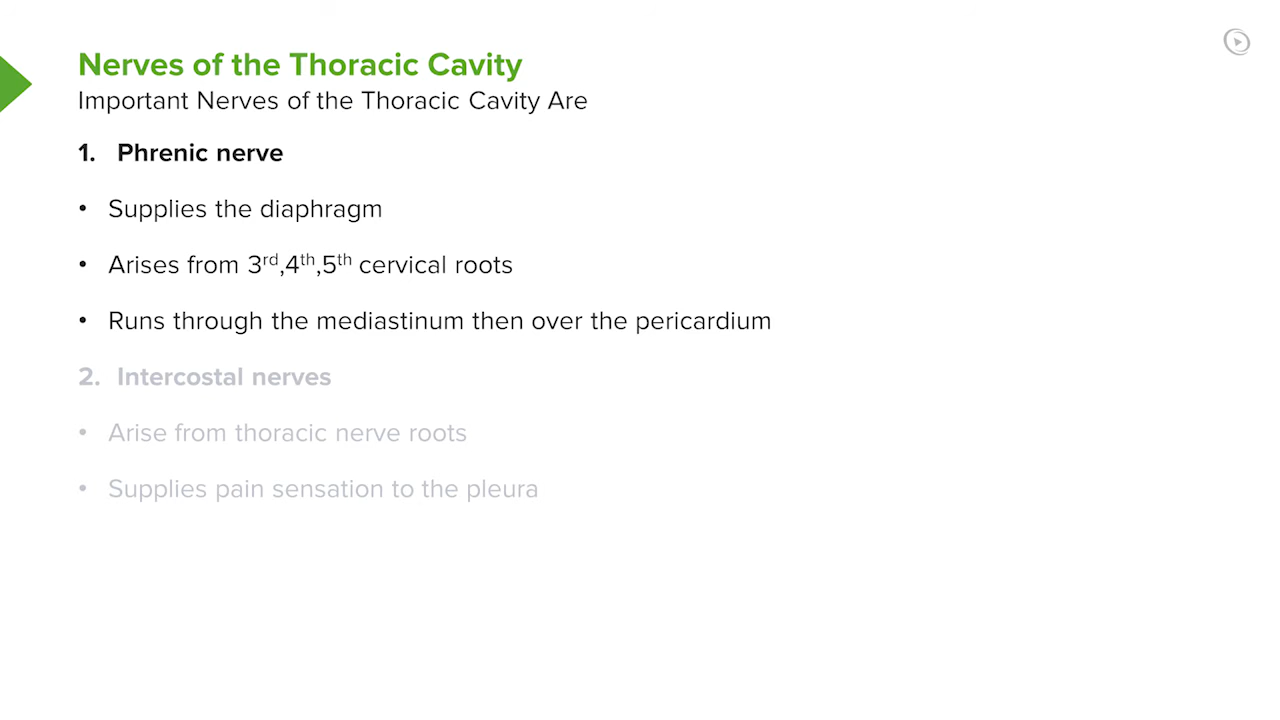 Nerves of the Thoracic Cavity
Important Nerves of the Thoracic Cavity Are
1. Phrenic nerve
• Supplies the diaphragm
• Arises from 3rd,4th,5th cervical roots
• Runs through the mediastinum then over the pericardium
2. Intercostal nerves
• Arise from thoracic nerve roots
• Supplies pain sensation to the pleura